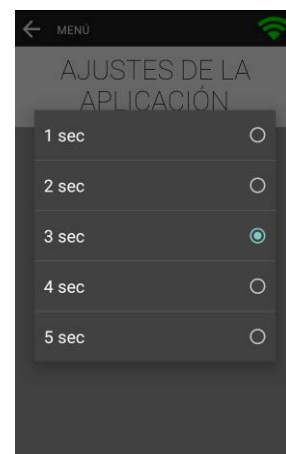 MENÚ
AJUSTES DE LA
APLICACIÓN
1 sec
2 sec
3 sec
4 sec
5 sec